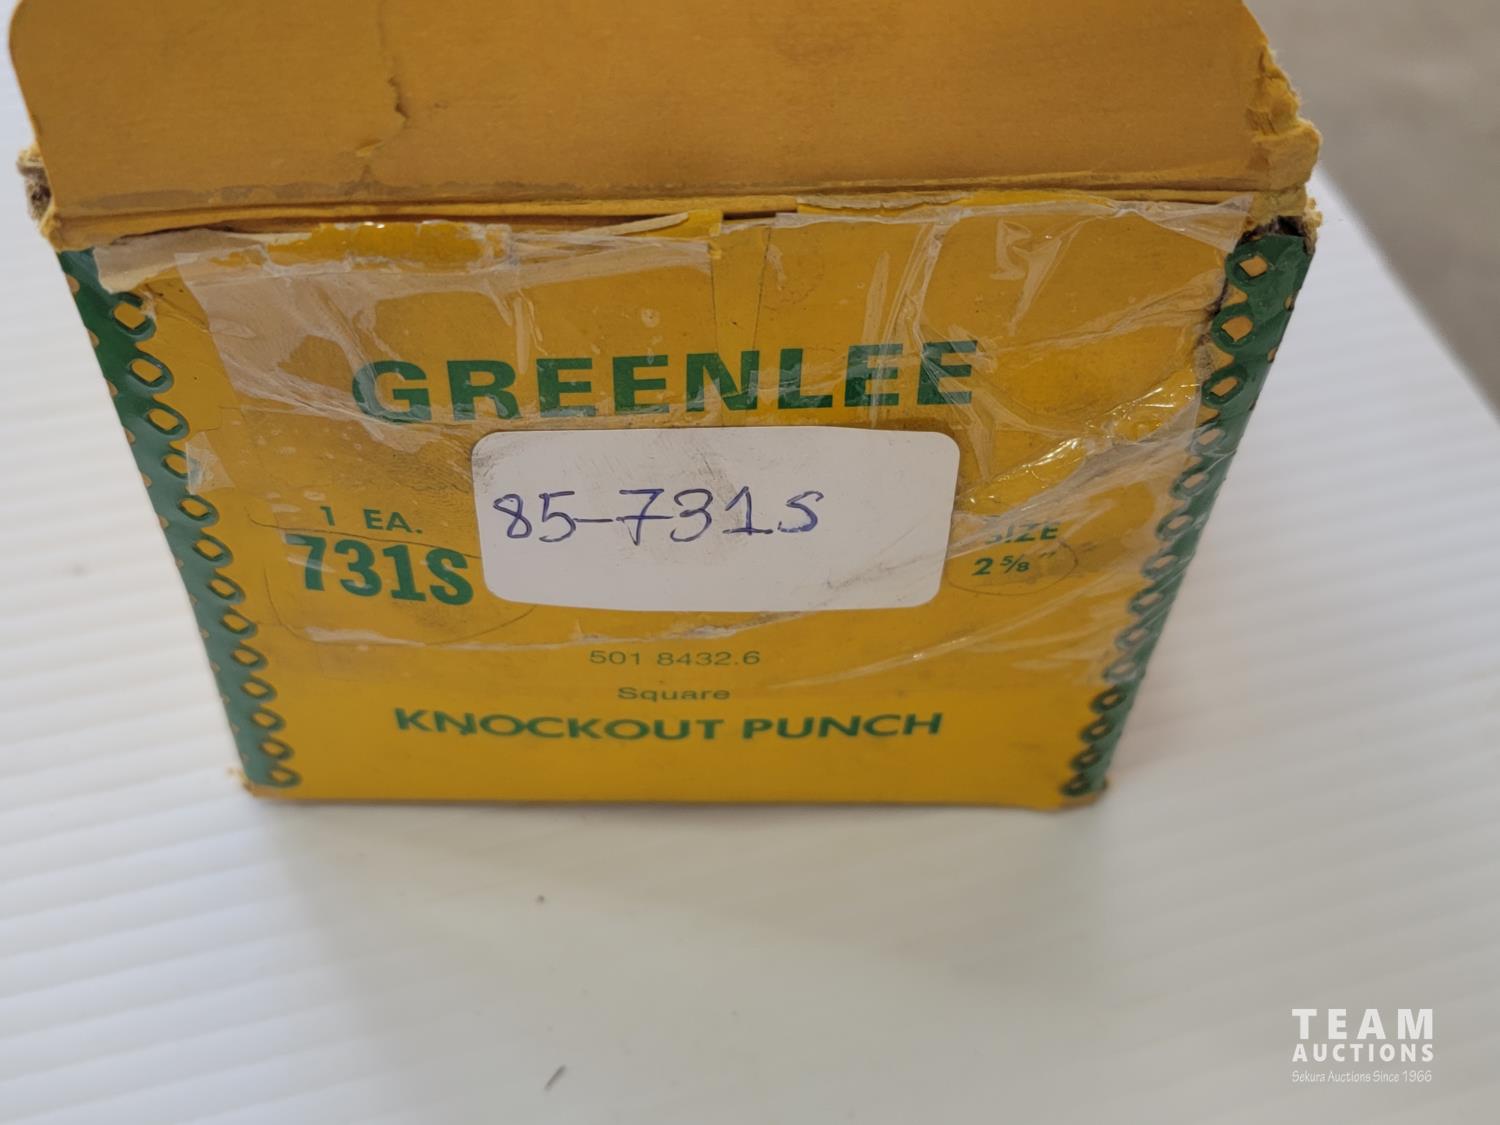 GREENLEE
1 EA.
731S
85-731S
SIZE
2 5/8"
501 8432.6
Square
KNOCKOUT PUNCH
TEAM
AUCTIONS
Sekura Auctions Since 1966